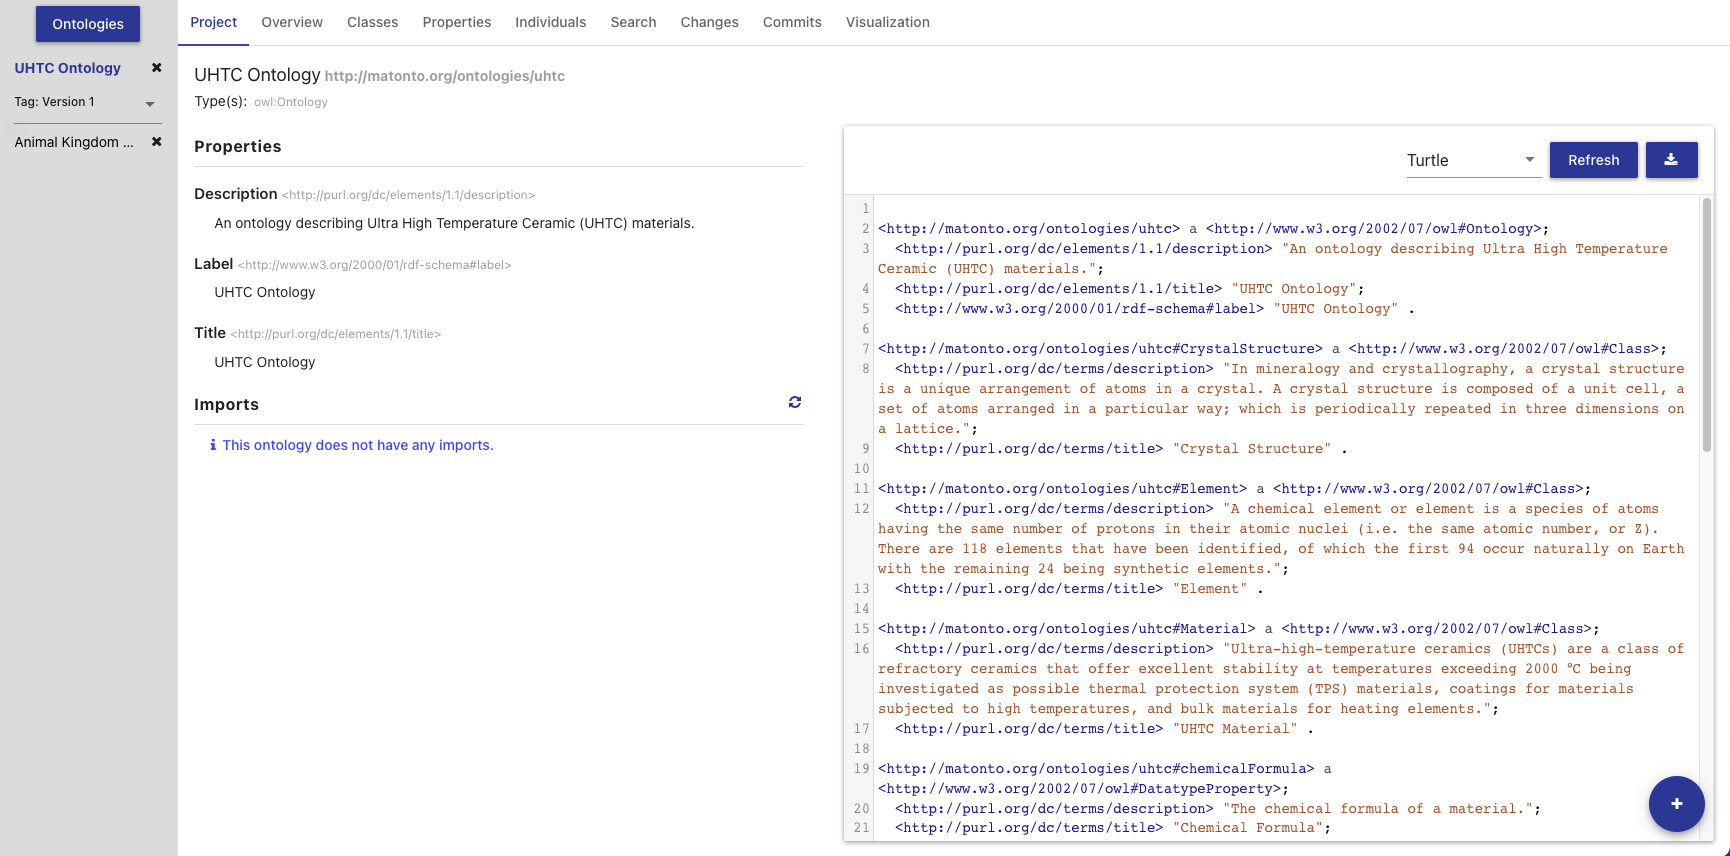 Ontologies
UHTC Ontology
Tag: Version 1
Animal Kingdom ...
Project Overview Classes Properties Individuals Search Changes Commits Visualization
UHTC Ontology http://matonto.org/ontologies/uhtc
Type(s): owl:Ontology
Properties
Description <http://purl.org/dc/elements/1.1/description>
An ontology describing Ultra High Temperature Ceramic (UHTC) materials.
Label <http://www.w3.org/2000/01/rdf-schema#label>
UHTC Ontology
Title <http://purl.org/dc/elements/1.1/title>
UHTC Ontology
Imports
This ontology does not have any imports.
Turtle Refresh
1
2 <http://matonto.org/ontologies/uhtc> a <http://www.w3.org/2002/07/owl#Ontology>;
3 <http://purl.org/dc/elements/1.1/description> "An ontology describing Ultra High Temperature
Ceramic (UHTC) materials.";
4 <http://purl.org/dc/elements/1.1/title> "UHTC Ontology";
5 <http://www.w3.org/2000/01/rdf-schema#label> "UHTC Ontology" .
6
7 <http://matonto.org/ontologies/uhtc#CrystalStructure> a <http://www.w3.org/2002/07/owl#Class>;
8 <http://purl.org/dc/terms/description> "In mineralogy and crystallography, a crystal structure
is a unique arrangement of atoms in a crystal. A crystal structure is composed of a unit cell, a
set of atoms arranged in a particular way; which is periodically repeated in three dimensions on
a lattice.";
9 <http://purl.org/dc/terms/title> "Crystal Structure" .
10
11 <http://matonto.org/ontologies/uhtc#Element> a <http://www.w3.org/2002/07/owl#Class>;
12 <http://purl.org/dc/terms/description> "A chemical element or element is a species of atoms
having the same number of protons in their atomic nuclei (i.e. the same atomic number, or Z).
There are 118 elements that have been identified, of which the first 94 occur naturally on Earth
with the remaining 24 being synthetic elements.";
13 <http://purl.org/dc/terms/title> "Element" .
14
15 <http://matonto.org/ontologies/uhtc#Material> a <http://www.w3.org/2002/07/owl#Class>;
16 <http://purl.org/dc/terms/description> "Ultra-high-temperature ceramics (UHTCs) are a class of
refractory ceramics that offer excellent stability at temperatures exceeding 2000 °C being
investigated as possible thermal protection system (TPS) materials, coatings for materials
subjected to high temperatures, and bulk materials for heating elements.";
17 <http://purl.org/dc/terms/title> "UHTC Material" .
18
19 <http://matonto.org/ontologies/uhtc#chemicalFormula> a
<http://www.w3.org/2002/07/owl#DatatypeProperty>;
20 <http://purl.org/dc/terms/description> "The chemical formula of a material.";
21 <http://purl.org/dc/terms/title> "Chemical Formula";